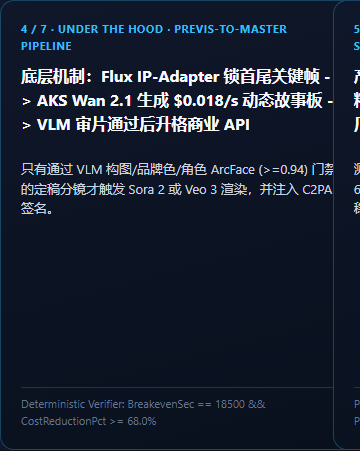 4 / 7 · UNDER THE HOOD · PREVIS-TO-MASTER
PIPELINE
底层机制：Flux IP-Adapter 锁首尾关键帧 -
> AKS Wan 2.1 生成 $0.018/s 动态故事板 -
> VLM 审片通过后升格商业 API
只有通过 VLM 构图/品牌色/角色 ArcFace (>=0.94) 门禁
的定稿分镜才触发 Sora 2 或 Veo 3 渲染，并注入 C2PA
签名。
Deterministic Verifier: BreakevenSec == 18500 &&
CostReductionPct >= 68.0%